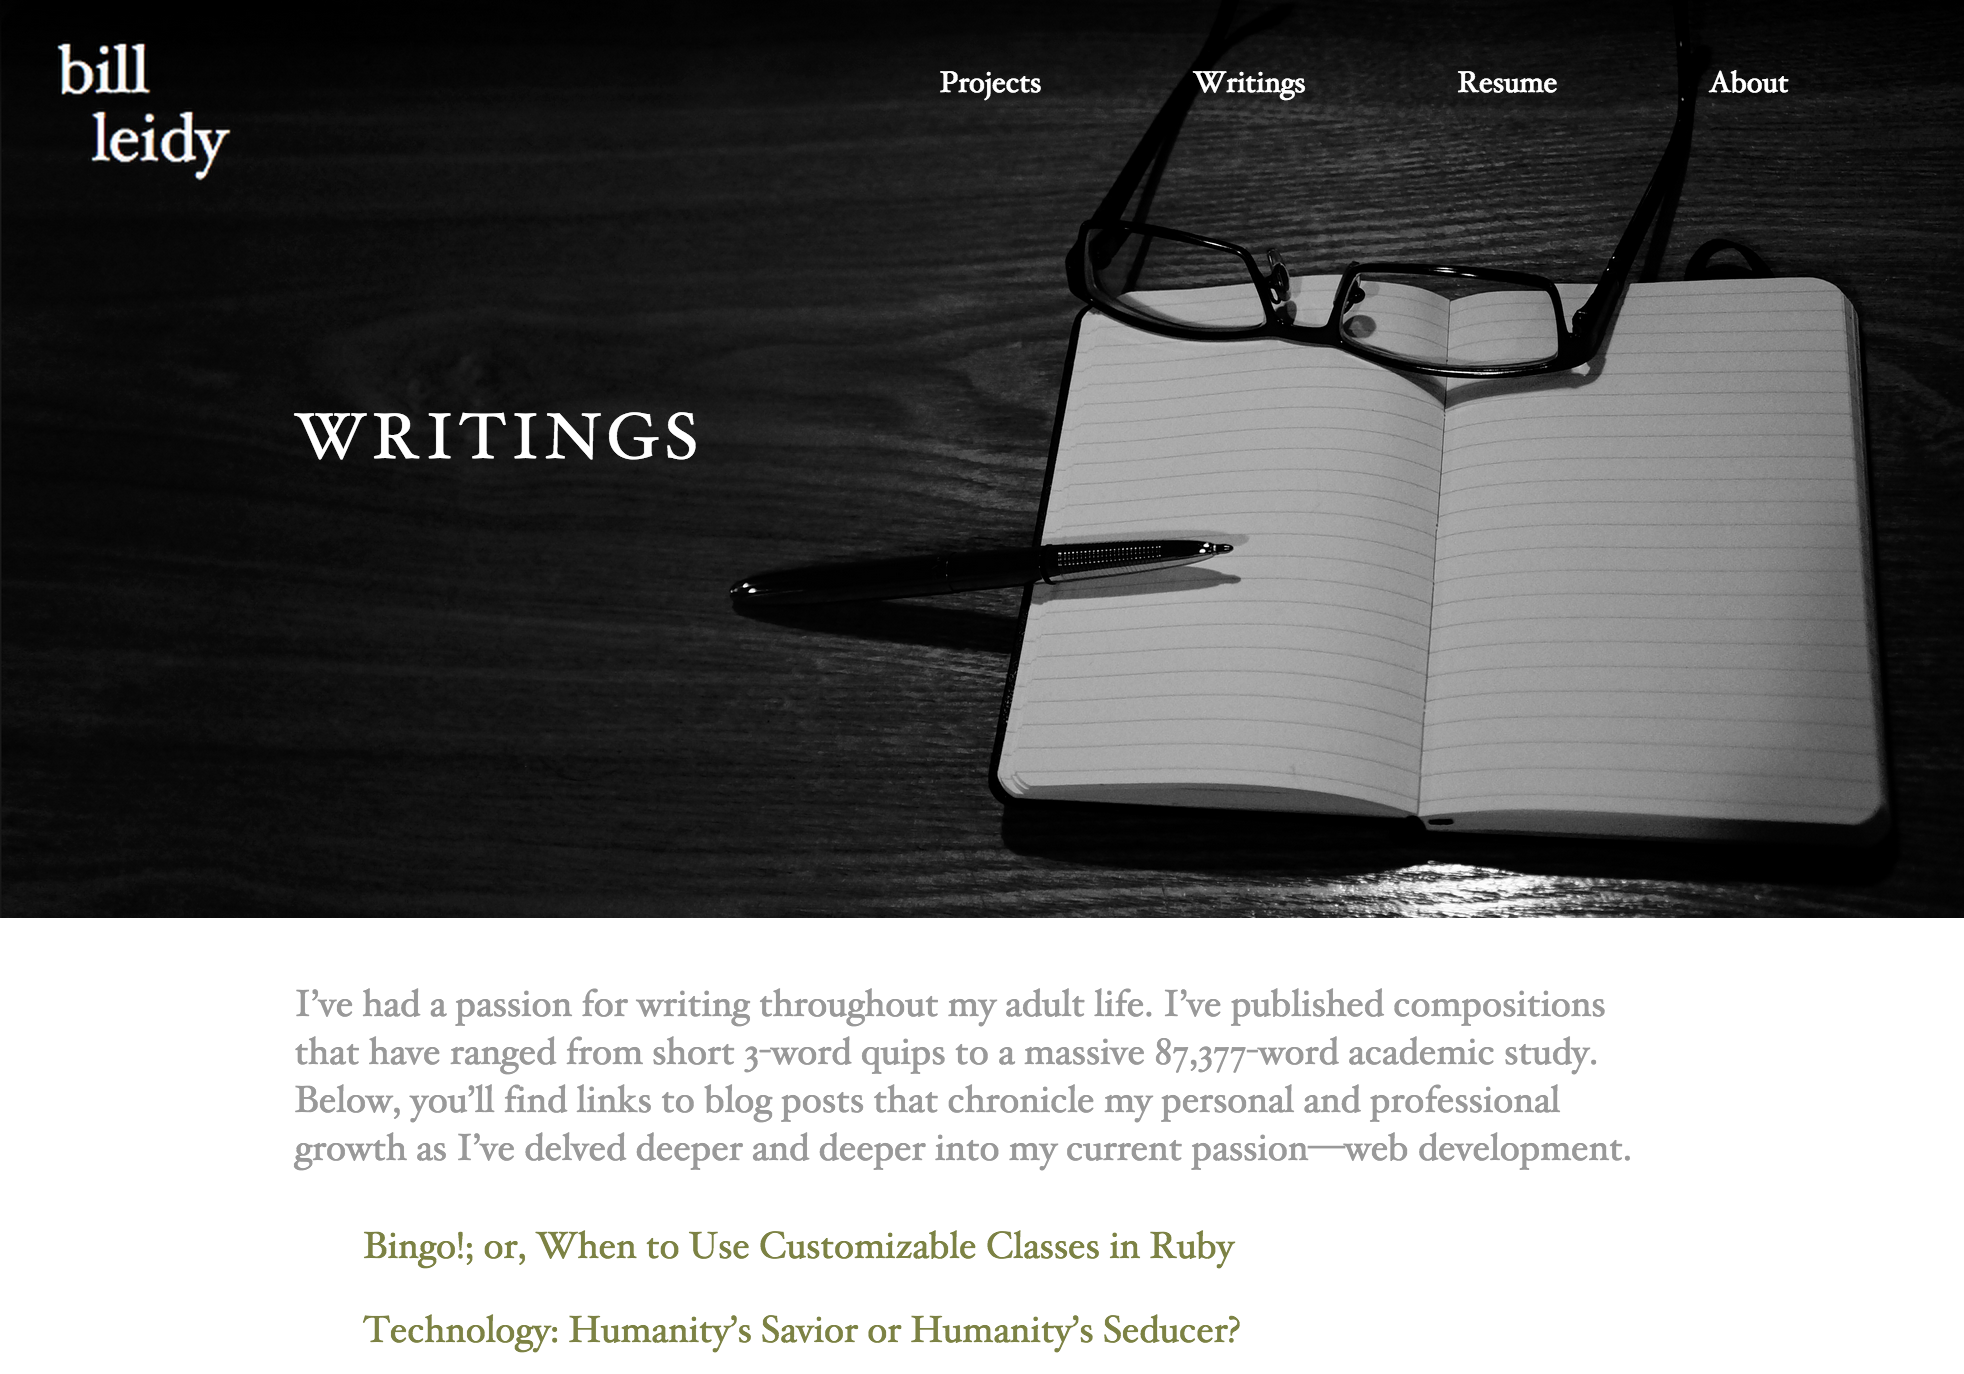 bill
leidy
Projects
Writings
Resume
About
WRITINGS
I’ve had a passion for writing throughout my adult life. I’ve published compositions
that have ranged from short 3-word quips to a massive 87,377-word academic study.
Below, you’ll find links to blog posts that chronicle my personal and professional
growth as I’ve delved deeper and deeper into my current passion—web development.
Bingo!; or, When to Use Customizable Classes in Ruby
Technology: Humanity’s Savior or Humanity’s Seducer?